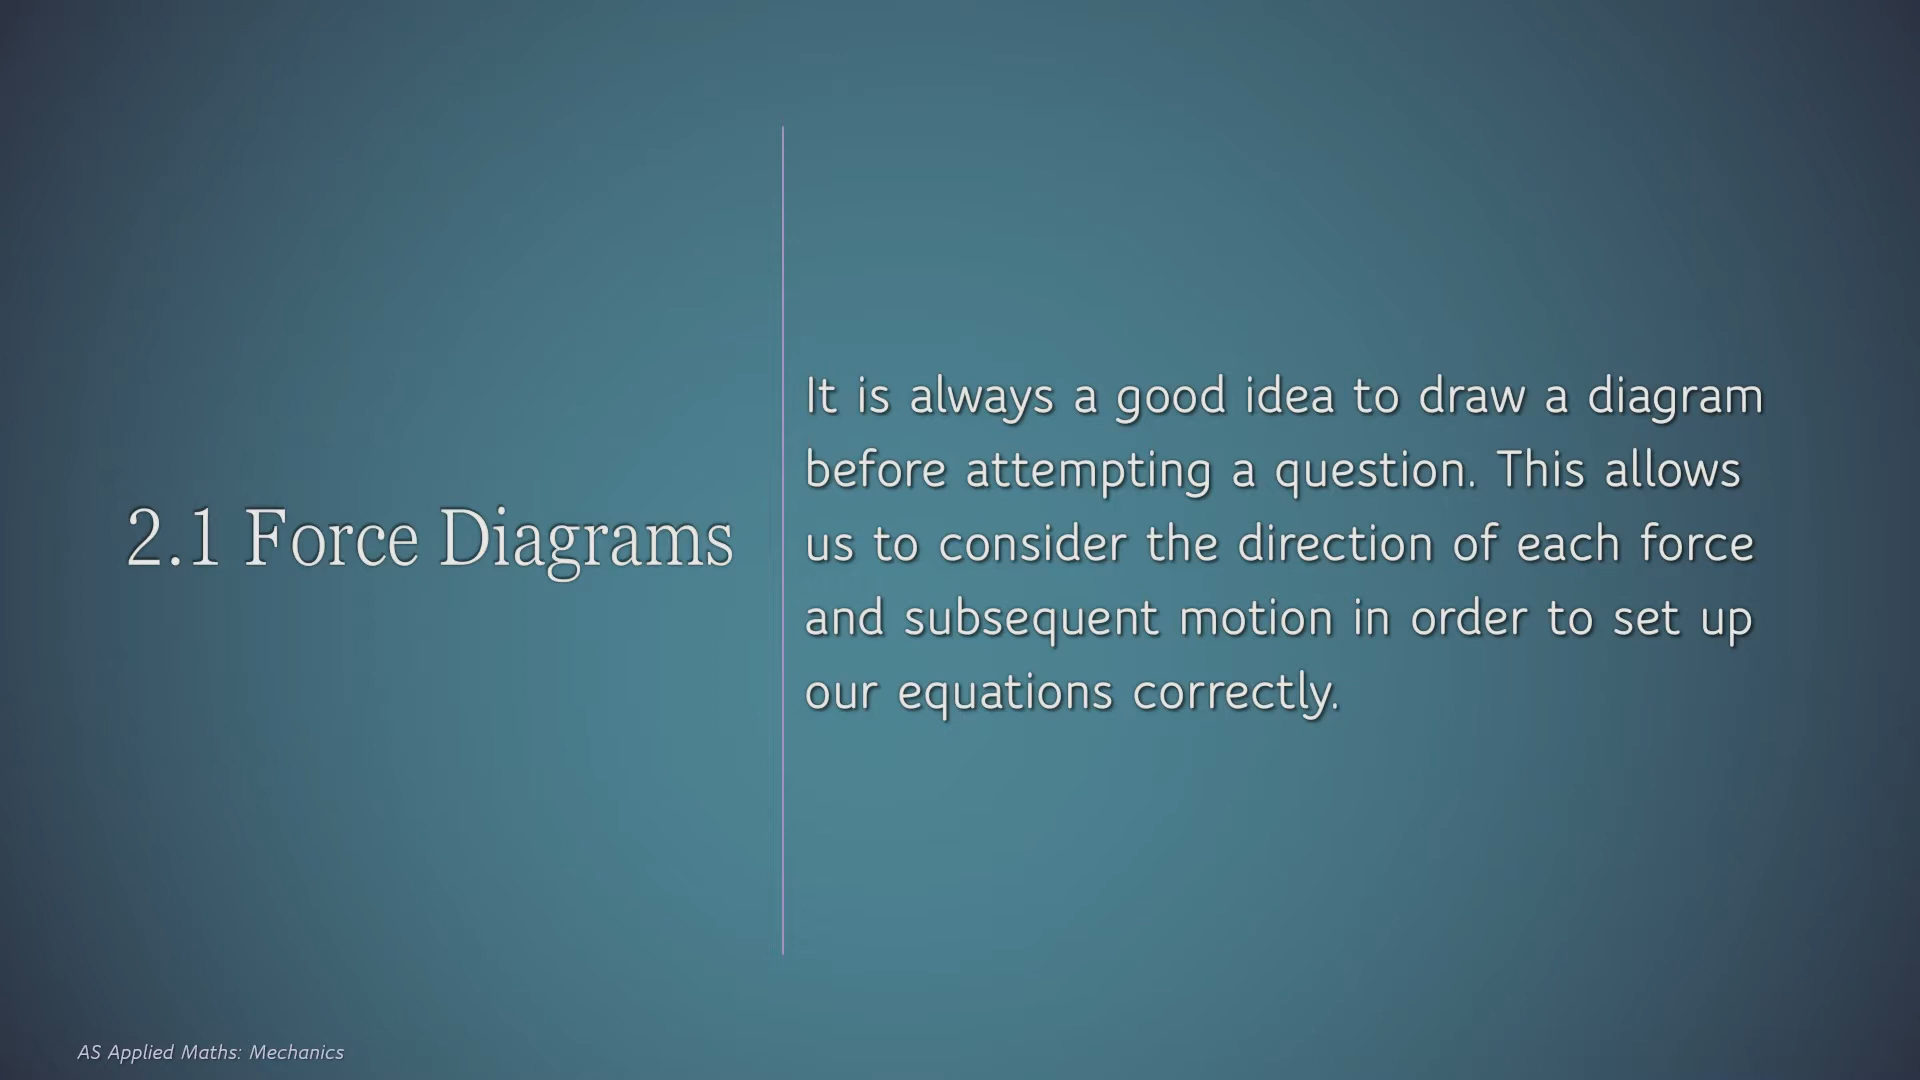 2.1 Force Diagrams
It is always a good idea to draw a diagram
before attempting a question. This allows
us to consider the direction of each force
and subsequent motion in order to set up
our equations correctly.
AS Applied Maths: Mechanics